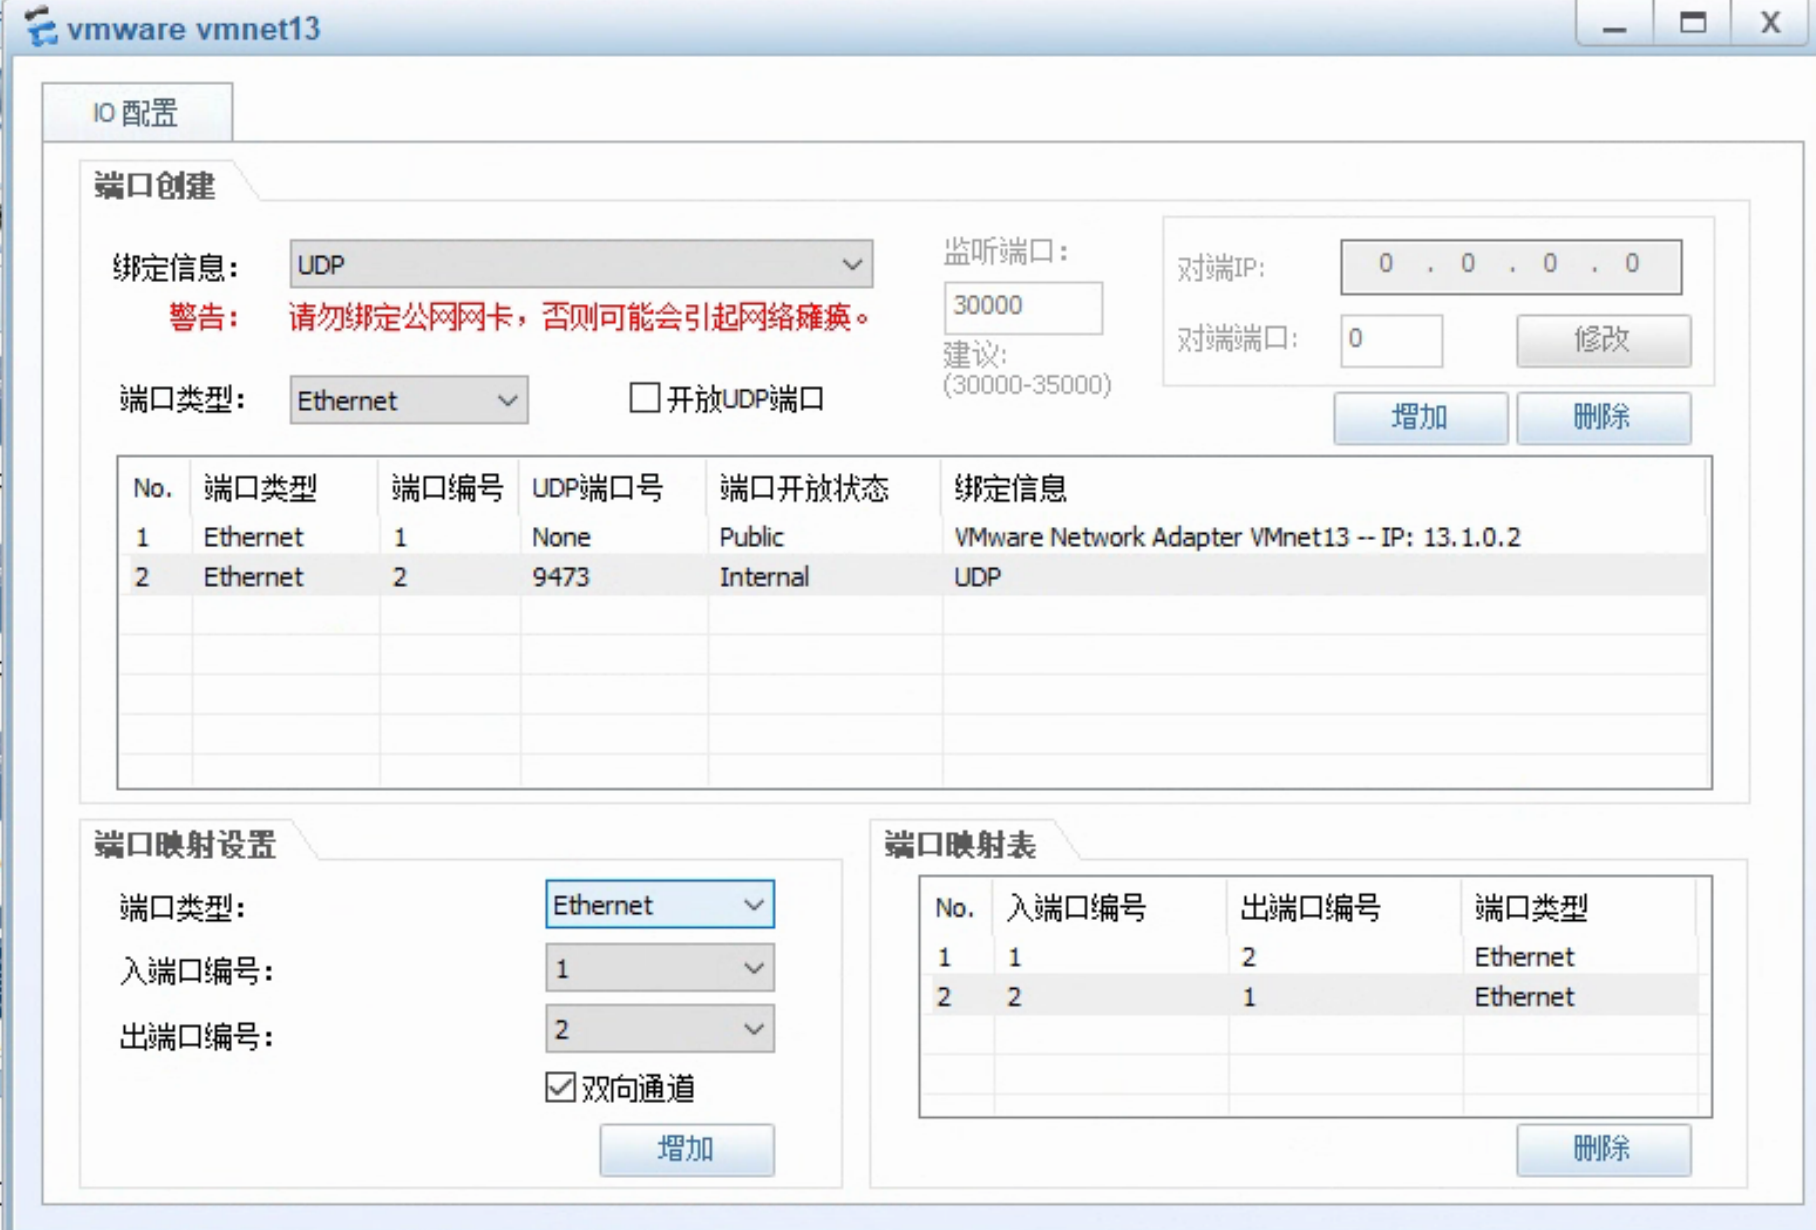 vmware vmnet13
IO 配置
端口创建
绑定信息: UDP
监听端口:
对端IP: 0 . 0 . 0 . 0
警告: 请勿绑定公网网卡，否则可能会引起网络瘫痪。
30000
建议:
(30000-35000)
对端端口: 0 修改
端口类型: Ethernet 开放UDP端口
增加 删除
No. 端口类型 端口编号 UDP端口号 端口开放状态 绑定信息
1 Ethernet 1 None Public VMware Network Adapter VMnet13 -- IP: 13.1.0.2
2 Ethernet 2 9473 Internal UDP
端口映射设置
端口类型: Ethernet
入端口编号: 1
出端口编号: 2
双向通道
增加
端口映射表
No. 入端口编号 出端口编号 端口类型
1 1 2 Ethernet
2 2 1 Ethernet
删除